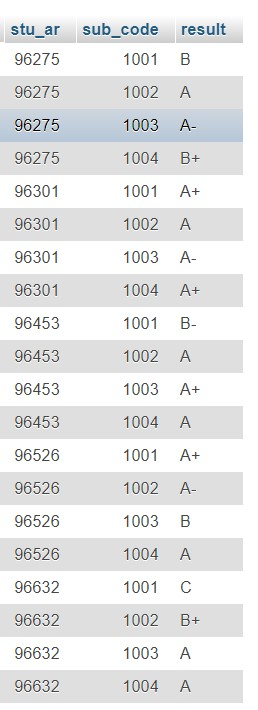 stu_ar sub_code result
96275 1001 B
96275 1002 A
96275 1003 A-
96275 1004 B+
96301 1001 A+
96301 1002 A
96301 1003 A-
96301 1004 A+
96453 1001 B-
96453 1002 A
96453 1003 A+
96453 1004 A
96526 1001 A+
96526 1002 A-
96526 1003 B
96526 1004 A
96632 1001 C
96632 1002 B+
96632 1003 A
96632 1004 A